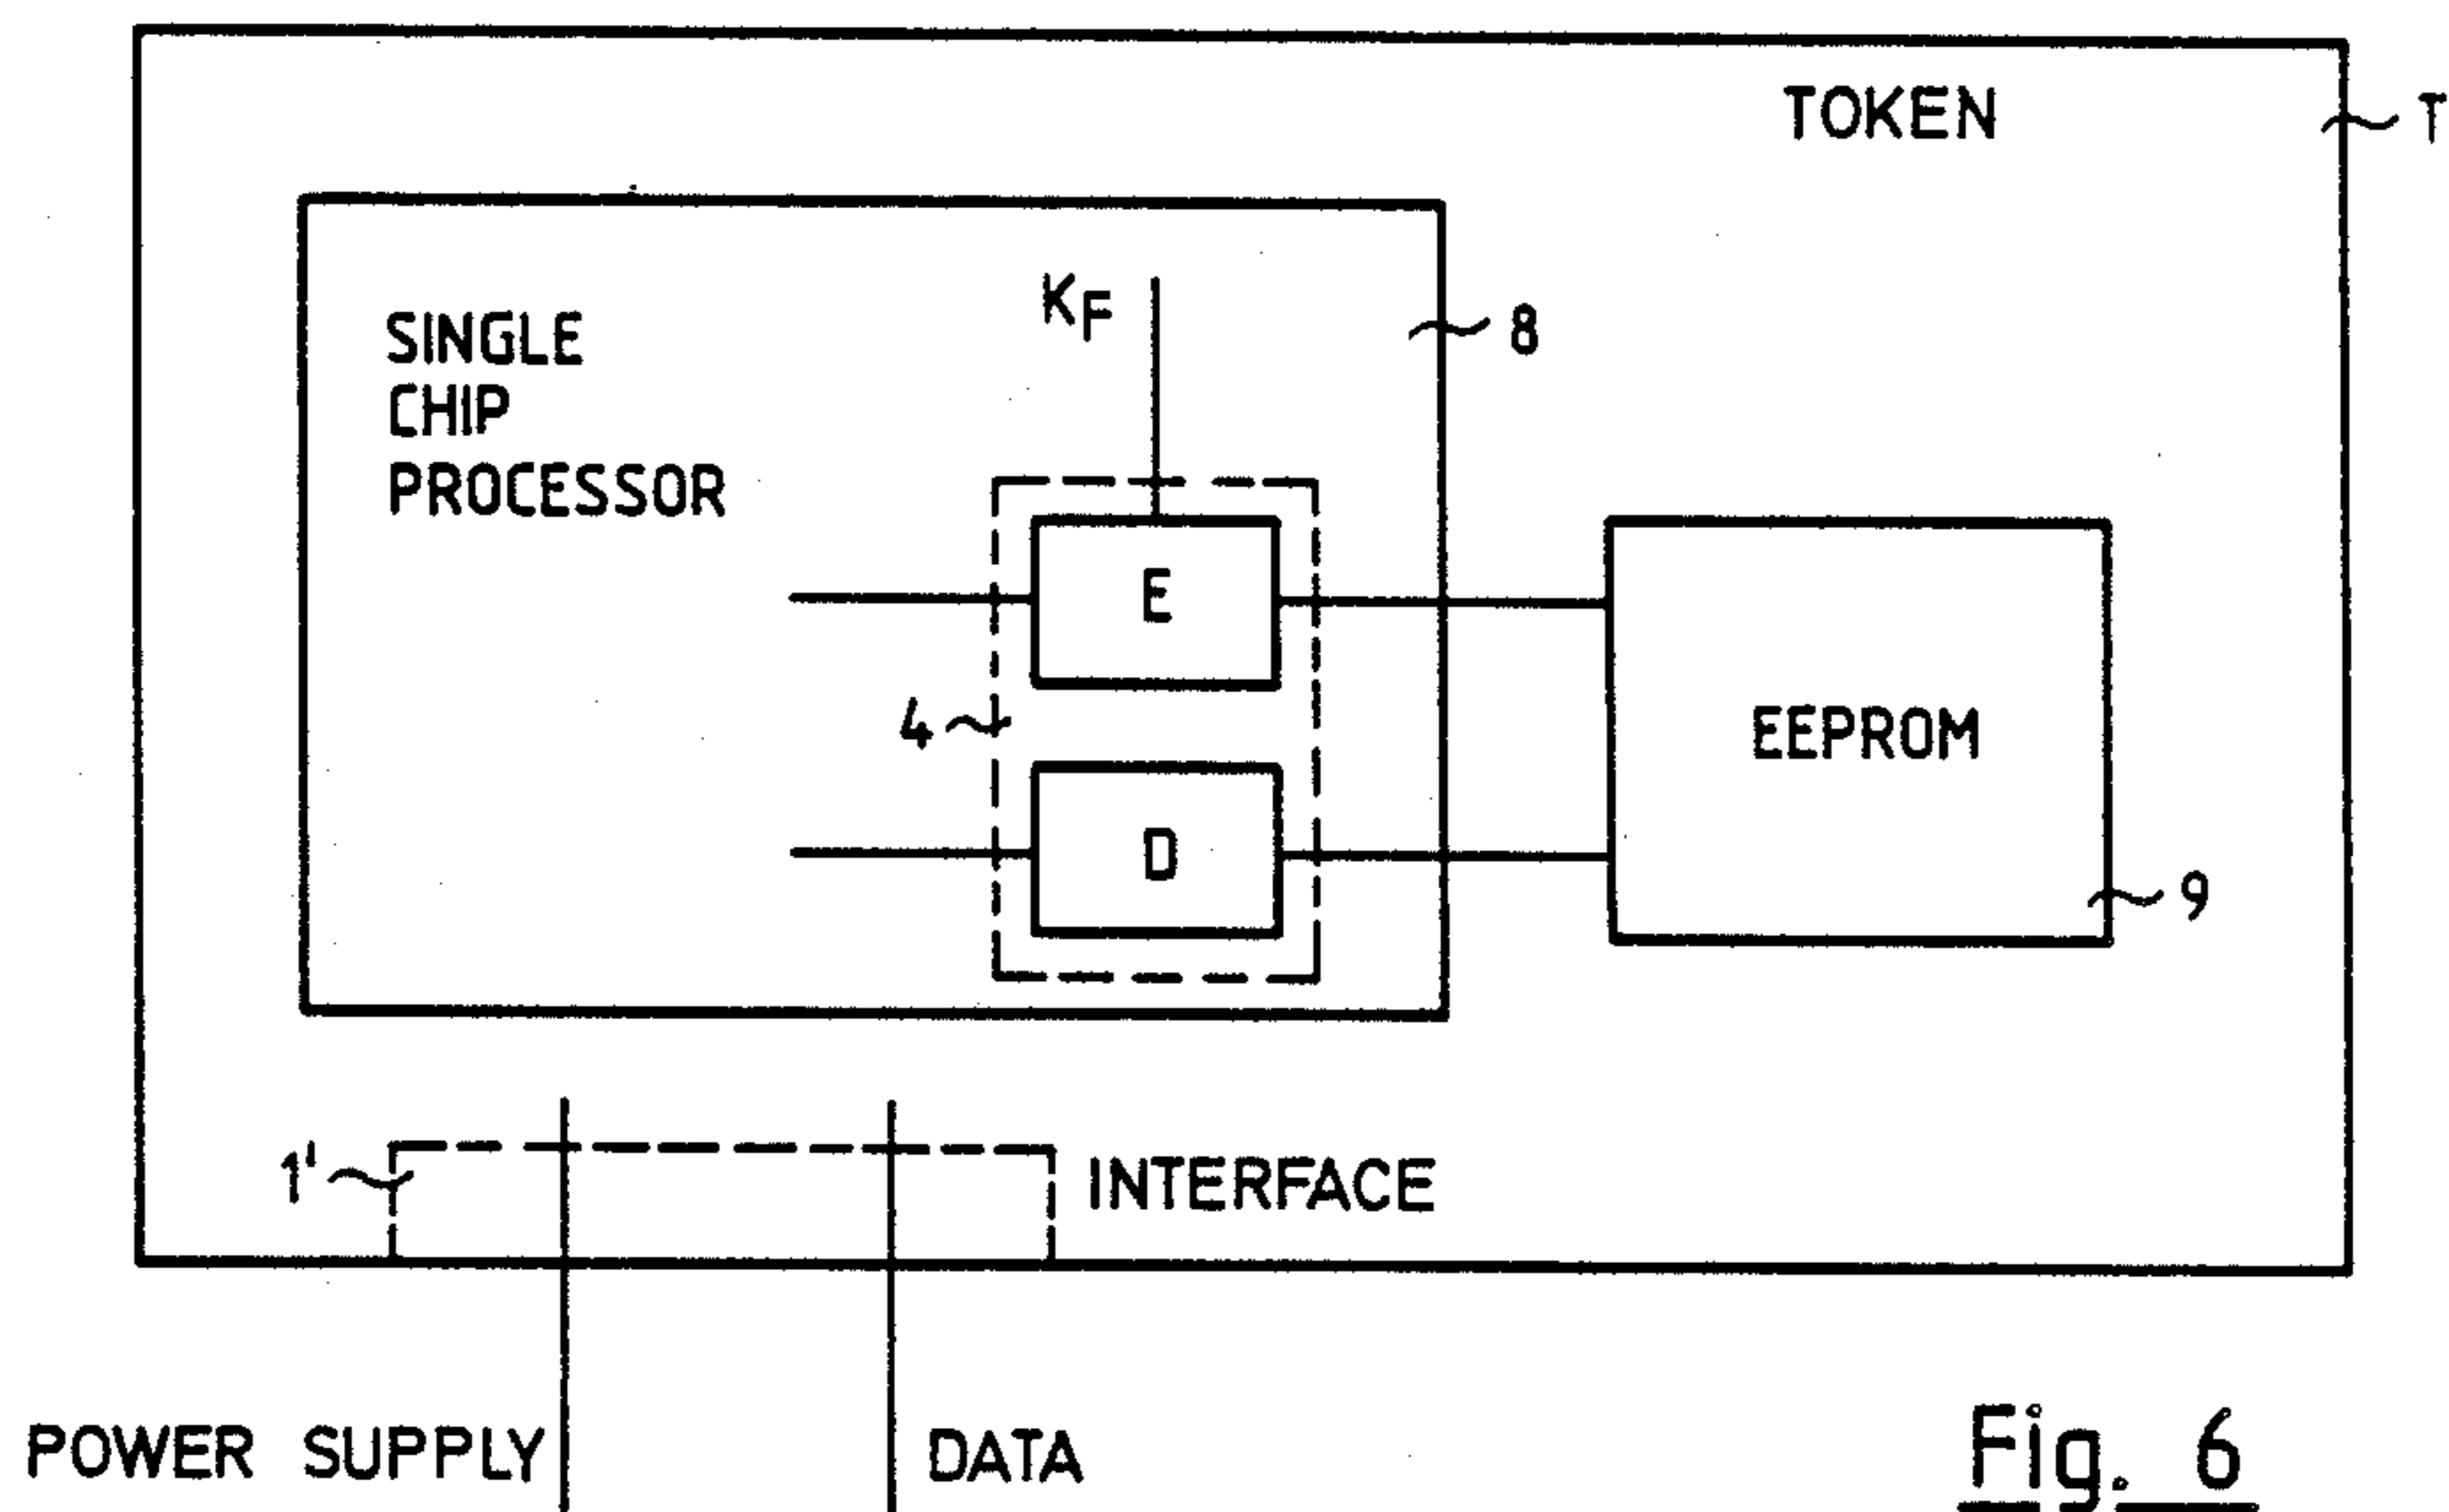 TOKEN
T
SINGLE
CHIP
PROCESSOR
KF
8
E
4
EEPROM
D
9
1'
INTERFACE
POWER SUPPLY
DATA
Fig. 6